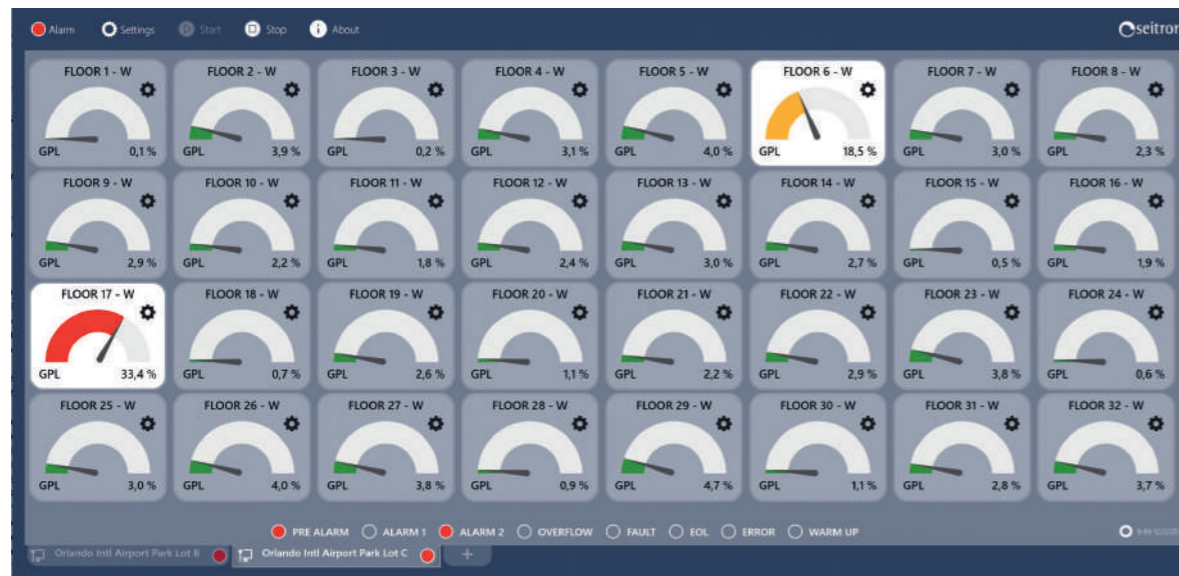 Alarm Settings Start Stop About seitron
FLOOR 1 - W FLOOR 2 - W FLOOR 3 - W FLOOR 4 - W FLOOR 5 - W FLOOR 6 - W FLOOR 7 - W FLOOR 8 - W
GPL 0,1 % GPL 3,9 % GPL 0,2 % GPL 3,1 % GPL 4,0 % GPL 18,5 % GPL 3,0 % GPL 2,3 %
FLOOR 9 - W FLOOR 10 - W FLOOR 11 - W FLOOR 12 - W FLOOR 13 - W FLOOR 14 - W FLOOR 15 - W FLOOR 16 - W
GPL 2,9 % GPL 2,2 % GPL 1,8 % GPL 2,4 % GPL 3,0 % GPL 2,7 % GPL 0,5 % GPL 1,9 %
FLOOR 17 - W FLOOR 18 - W FLOOR 19 - W FLOOR 20 - W FLOOR 21 - W FLOOR 22 - W FLOOR 23 - W FLOOR 24 - W
GPL 33,4 % GPL 0,7 % GPL 2,6 % GPL 1,1 % GPL 2,2 % GPL 2,9 % GPL 3,8 % GPL 0,6 %
FLOOR 25 - W FLOOR 26 - W FLOOR 27 - W FLOOR 28 - W FLOOR 29 - W FLOOR 30 - W FLOOR 31 - W FLOOR 32 - W
GPL 3,0 % GPL 4,0 % GPL 3,8 % GPL 0,9 % GPL 4,7 % GPL 1,1 % GPL 2,8 % GPL 3,7 %
PRE ALARM ALARM 1 ALARM 2 OVERFLOW FAULT EOL ERROR WARM UP
Orlando Intl Airport Park Lot B Orlando Intl Airport Park Lot C +